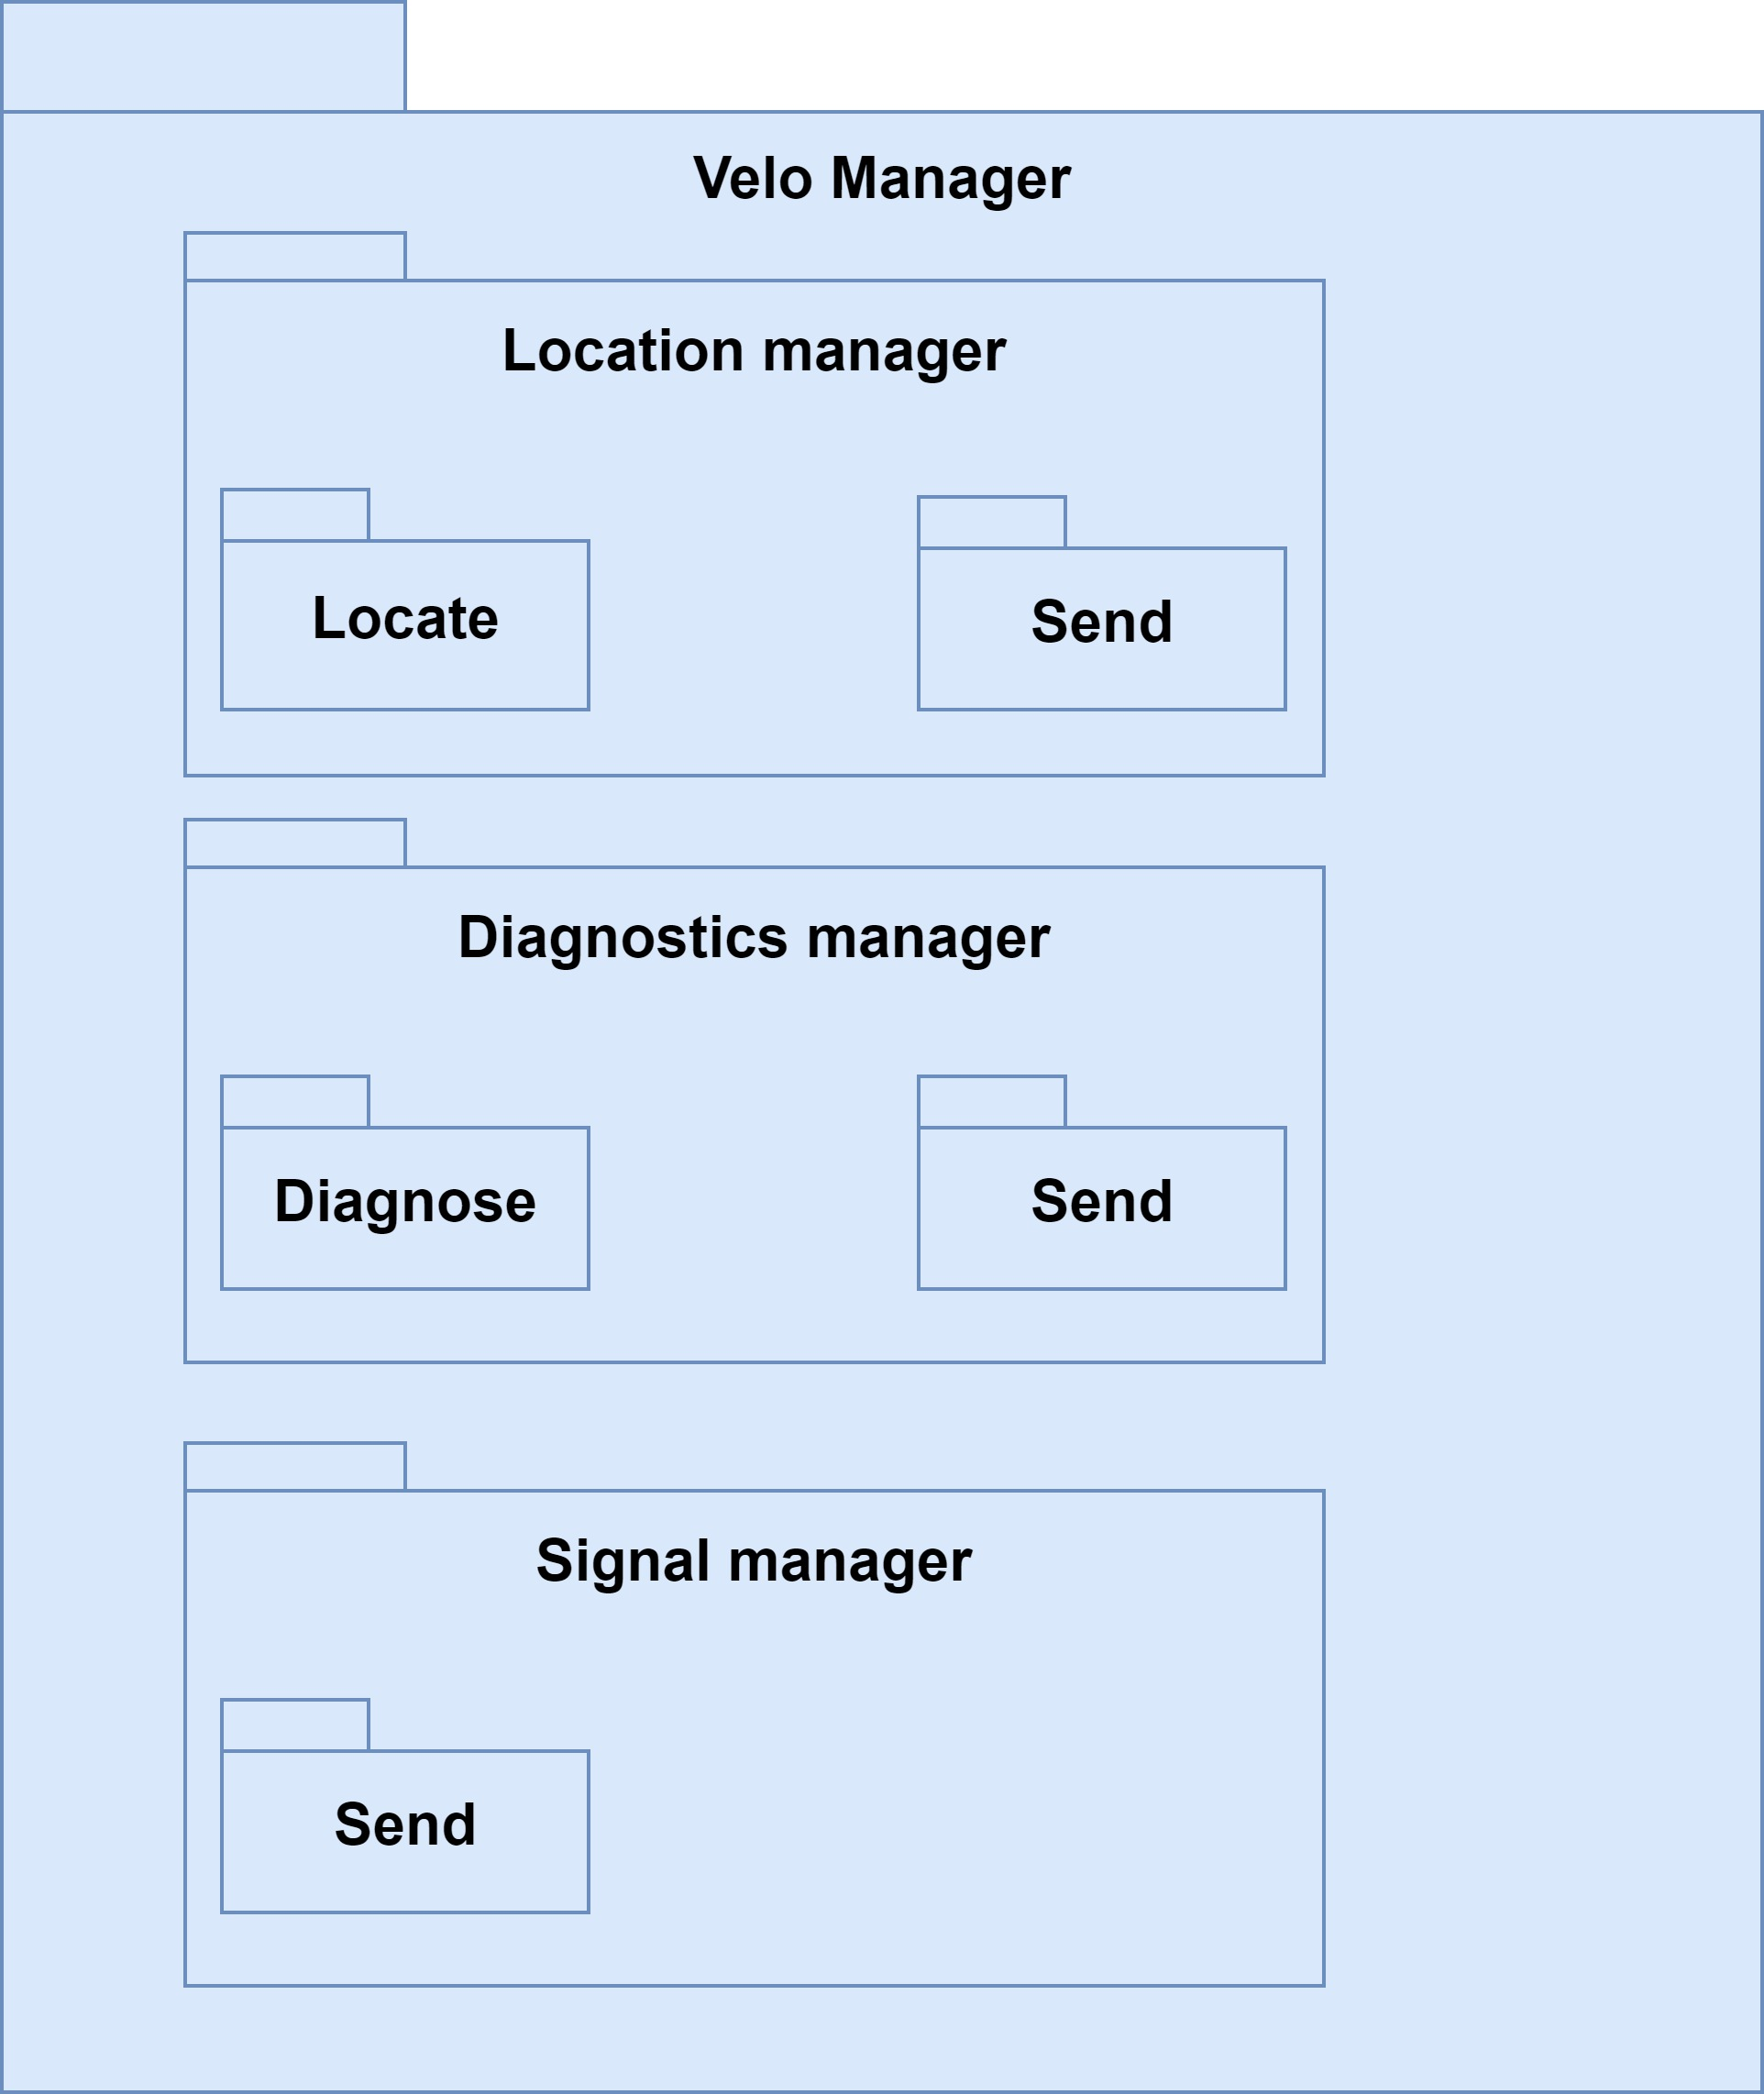 Velo Manager
Location manager
Locate
Send
Diagnostics manager
Diagnose
Send
Signal manager
Send